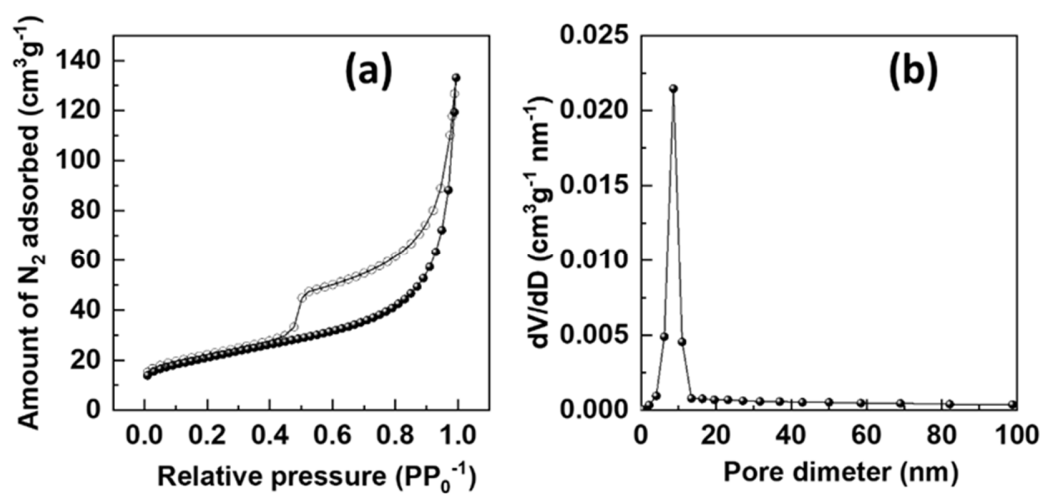 (a)
Amount of N₂ adsorbed (cm³g⁻¹)
140
120
100
80
60
40
20
0
0.0 0.2 0.4 0.6 0.8 1.0
Relative pressure (PP₀⁻¹)
(b)
dV/dD (cm³g⁻¹ nm⁻¹)
0.025
0.020
0.015
0.010
0.005
0.000
0 20 40 60 80 100
Pore dimeter (nm)